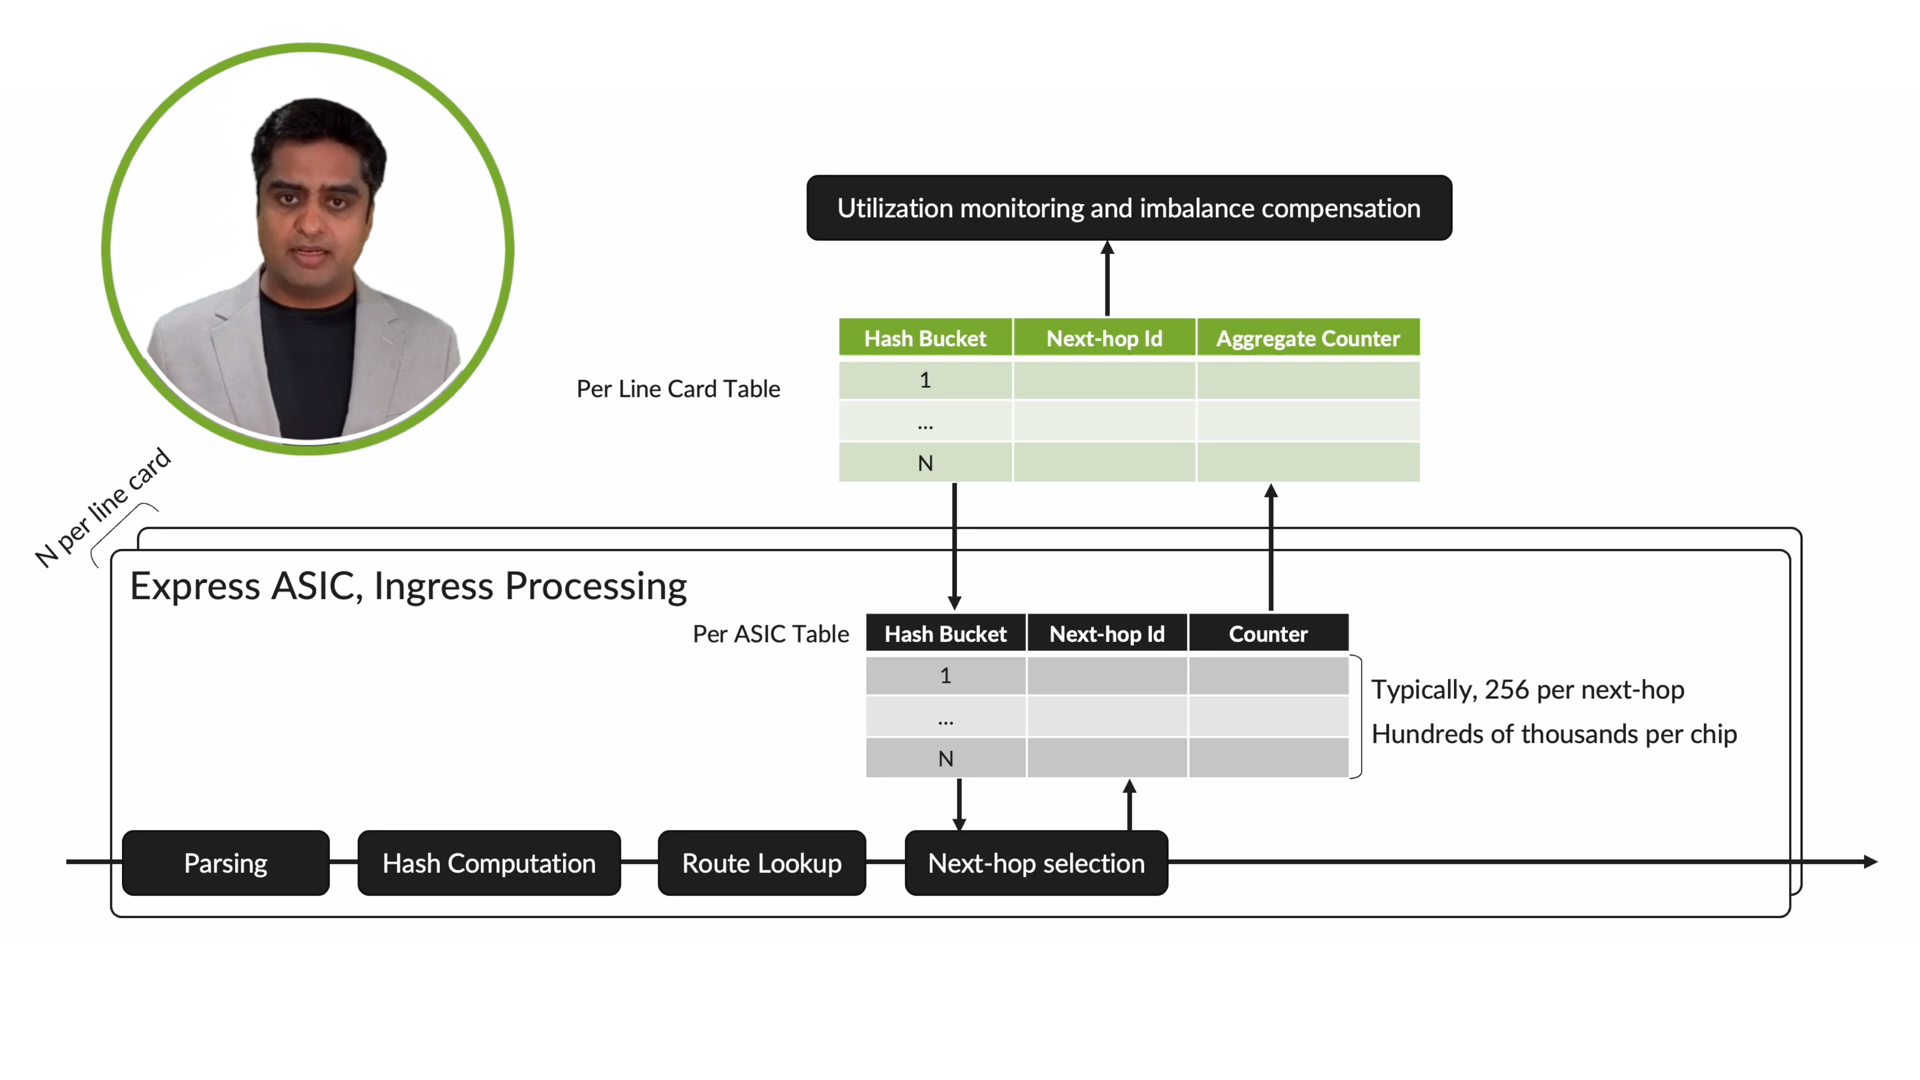 Utilization monitoring and imbalance compensation
Hash Bucket Next-hop Id Aggregate Counter
Per Line Card Table
1
...
N
N per line card
Express ASIC, Ingress Processing
Per ASIC Table
Hash Bucket Next-hop Id Counter
1
...
N
Typically, 256 per next-hop
Hundreds of thousands per chip
Parsing
Hash Computation
Route Lookup
Next-hop selection